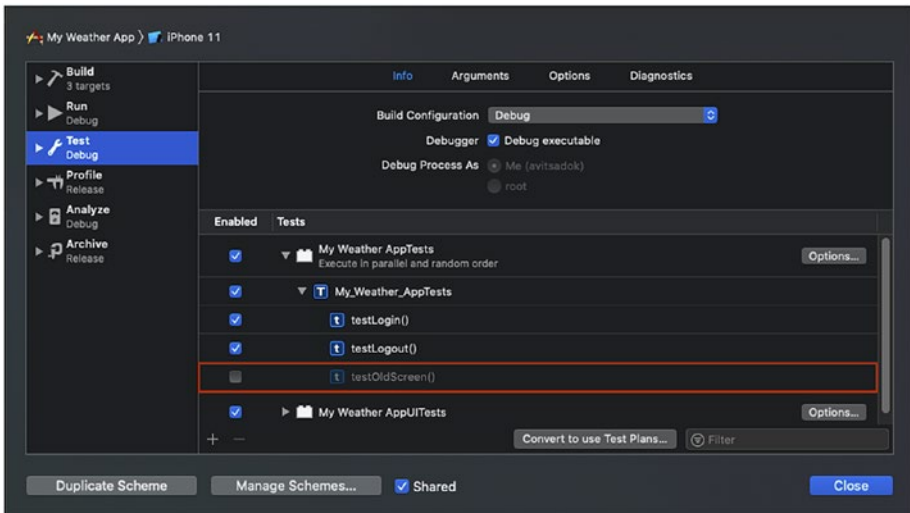 My Weather App 〉 iPhone 11
Build
3 targets
Run
Debug
Test
Debug
Profile
Release
Analyze
Debug
Archive
Release
Info Arguments Options Diagnostics
Build Configuration Debug
Debugger Debug executable
Debug Process As Me (avitsadok)
root
Enabled Tests
My Weather AppTests
Execute in parallel and random order
Options...
My_Weather_AppTests
testLogin()
testLogout()
testOldScreen()
My Weather AppUITests Options...
+ − Convert to use Test Plans... Filter
Duplicate Scheme Manage Schemes... Shared Close